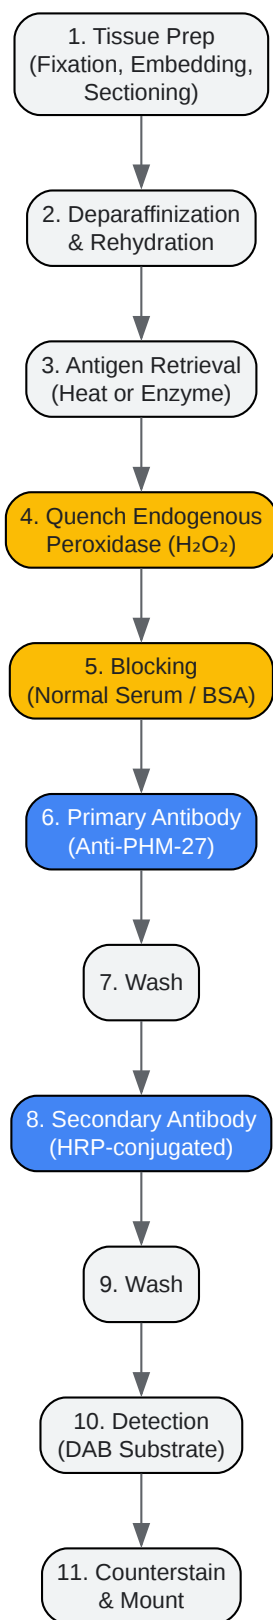 1. Tissue Prep
(Fixation, Embedding,
Sectioning)
2. Deparaffinization
& Rehydration
3. Antigen Retrieval
(Heat or Enzyme)
4. Quench Endogenous
Peroxidase (H₂O₂)
5. Blocking
(Normal Serum / BSA)
6. Primary Antibody
(Anti-PHM-27)
7. Wash
8. Secondary Antibody
(HRP-conjugated)
9. Wash
10. Detection
(DAB Substrate)
11. Counterstain
& Mount